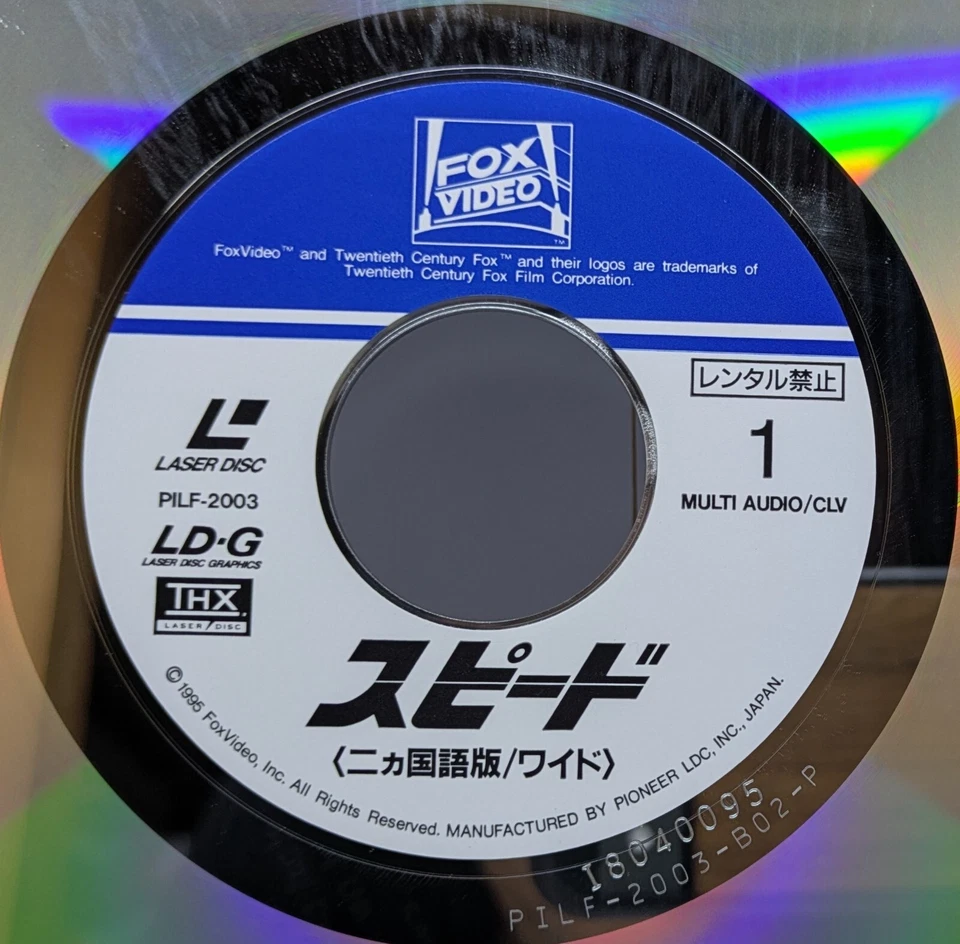 FOX
VIDEO
™
FoxVideo™ and Twentieth Century Fox™ and their logos are trademarks of
Twentieth Century Fox Film Corporation.
レンタル禁止
1
MULTI AUDIO/CLV
LASER DISC
PILF-2003
LD·G
LASER DISC GRAPHICS
THX
LASER/DISC
スピード
〈二ヵ国語版/ワイド〉
©1995 FoxVideo, Inc. All Rights Reserved. MANUFACTURED BY PIONEER LDC, INC., JAPAN.
I8040095
PILF-2003-B02-P